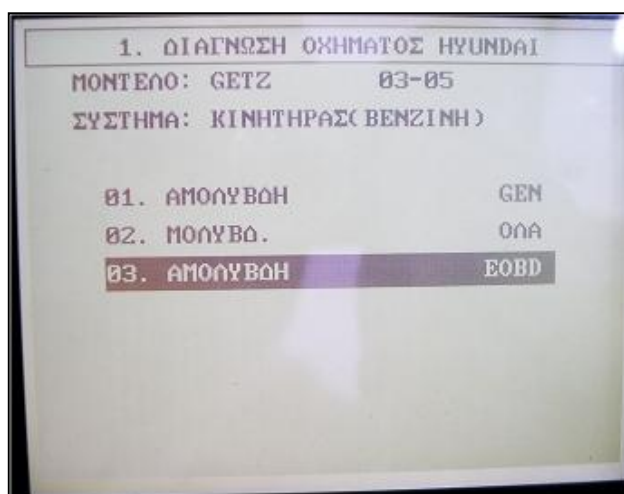 1. ΔΙΑΓΝΩΣΗ ΟΧΗΜΑΤΟΣ HYUNDAI
ΜΟΝΤΕΛΟ: GETZ 03-05
ΣΥΣΤΗΜΑ: ΚΙΝΗΤΗΡΑΣ(ΒΕΝΖΙΝΗ)
01. ΑΜΟΛΥΒΔΗ GEN
02. ΜΟΛΥΒΔ. ΟΛΑ
03. ΑΜΟΛΥΒΔΗ EOBD